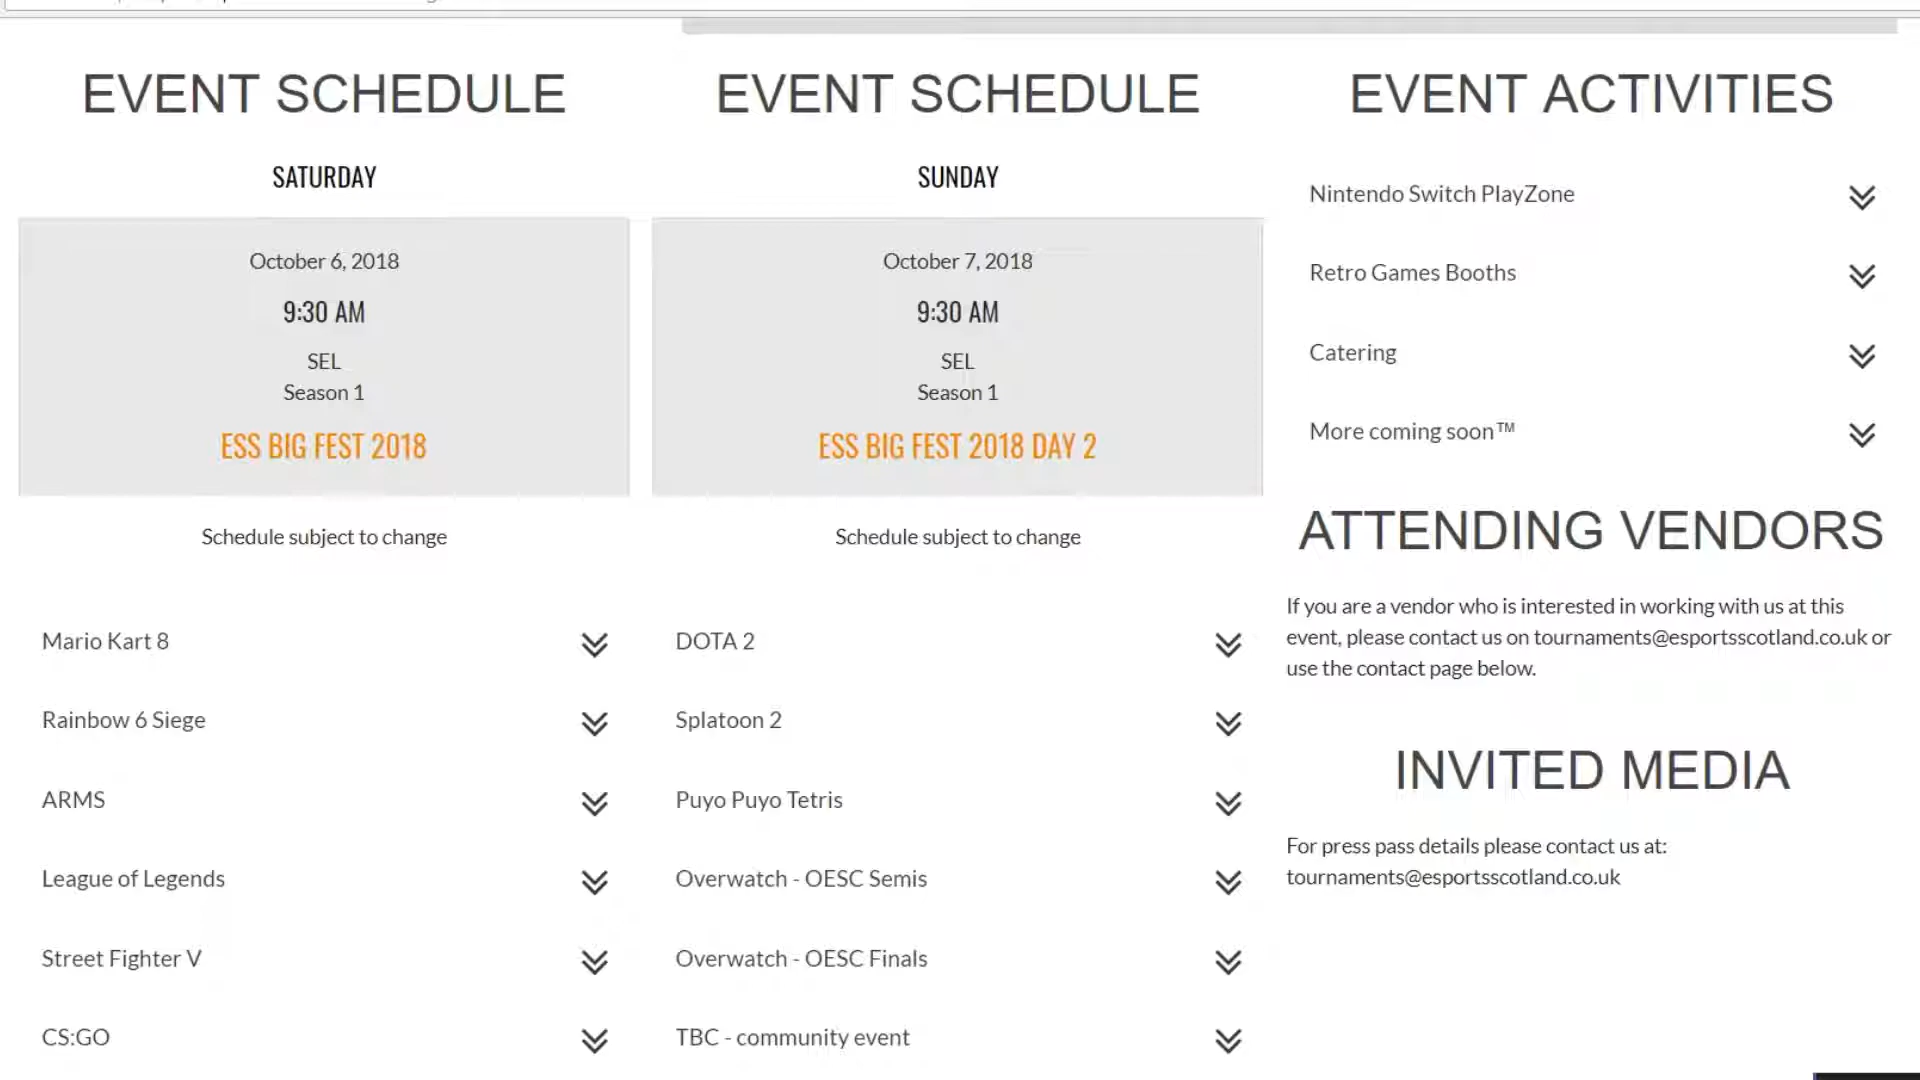 EVENT SCHEDULE
SATURDAY
October 6, 2018
9:30 AM
SEL
Season 1
ESS BIG FEST 2018
Schedule subject to change
Mario Kart 8
Rainbow 6 Siege
ARMS
League of Legends
Street Fighter V
CS:GO
EVENT SCHEDULE
SUNDAY
October 7, 2018
9:30 AM
SEL
Season 1
ESS BIG FEST 2018 DAY 2
Schedule subject to change
DOTA 2
Splatoon 2
Puyo Puyo Tetris
Overwatch - OESC Semis
Overwatch - OESC Finals
TBC - community event
EVENT ACTIVITIES
Nintendo Switch PlayZone
Retro Games Booths
Catering
More coming soon™
ATTENDING VENDORS
If you are a vendor who is interested in working with us at this
event, please contact us on tournaments@esportsscotland.co.uk or
use the contact page below.
INVITED MEDIA
For press pass details please contact us at:
tournaments@esportsscotland.co.uk